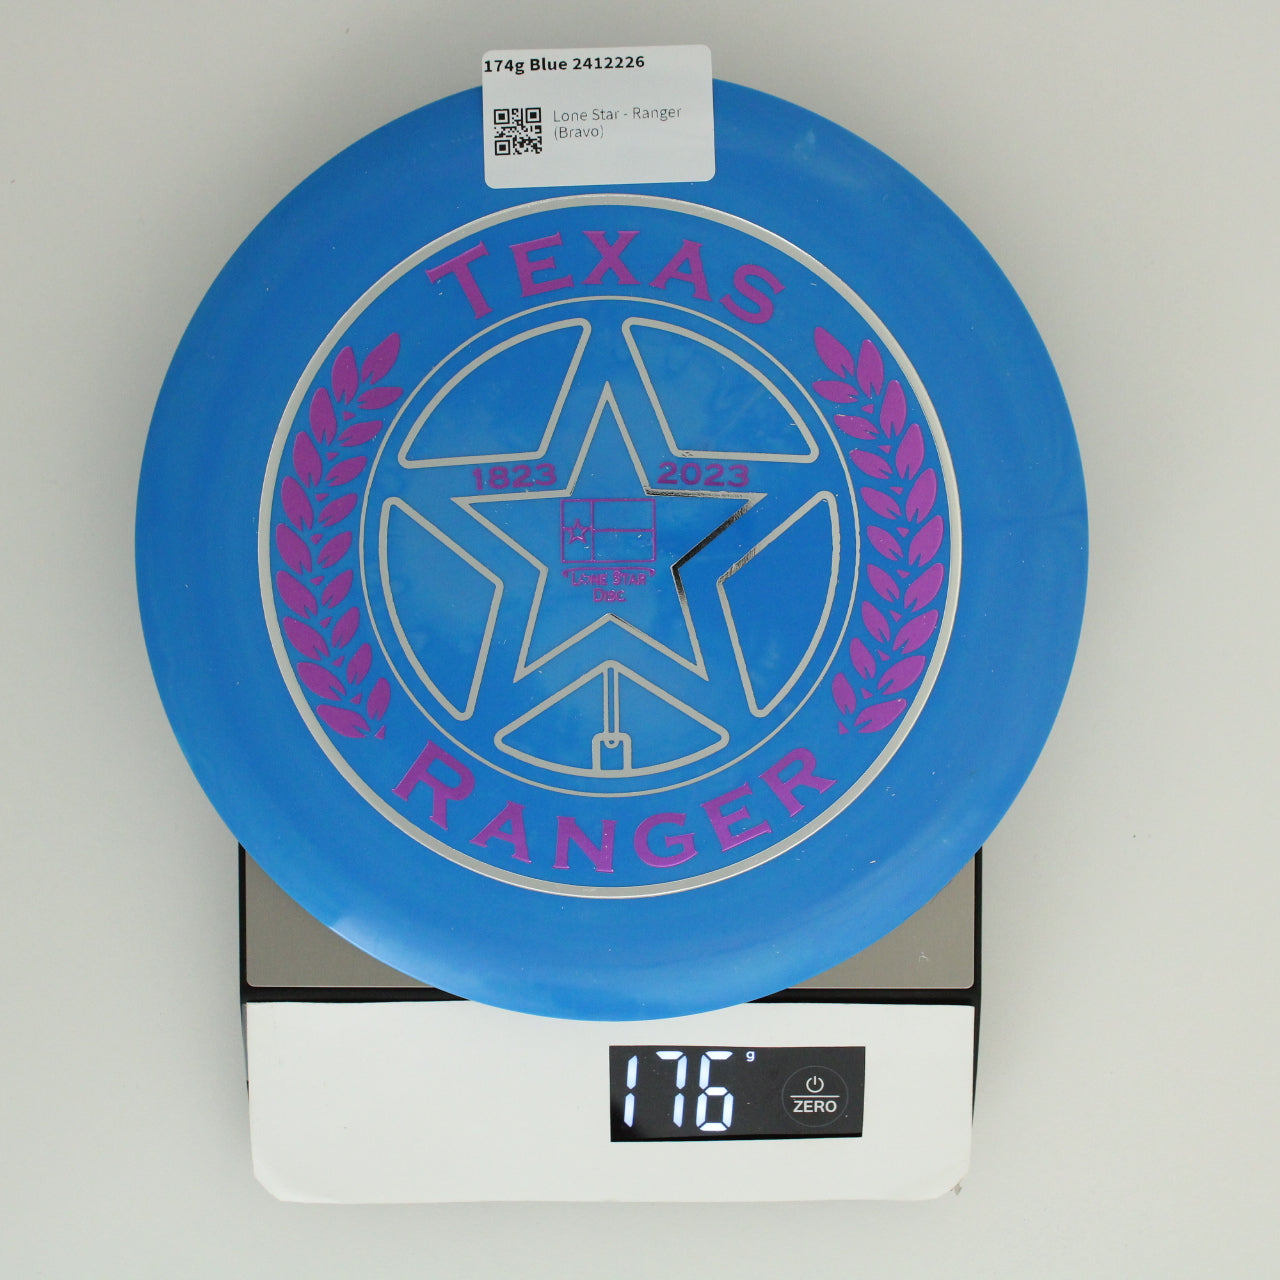 174g Blue 2412226
Lone Star - Ranger
(Bravo)
TEXAS
1823 2023
LONE STAR
DISC
RANGER
176 g
ZERO